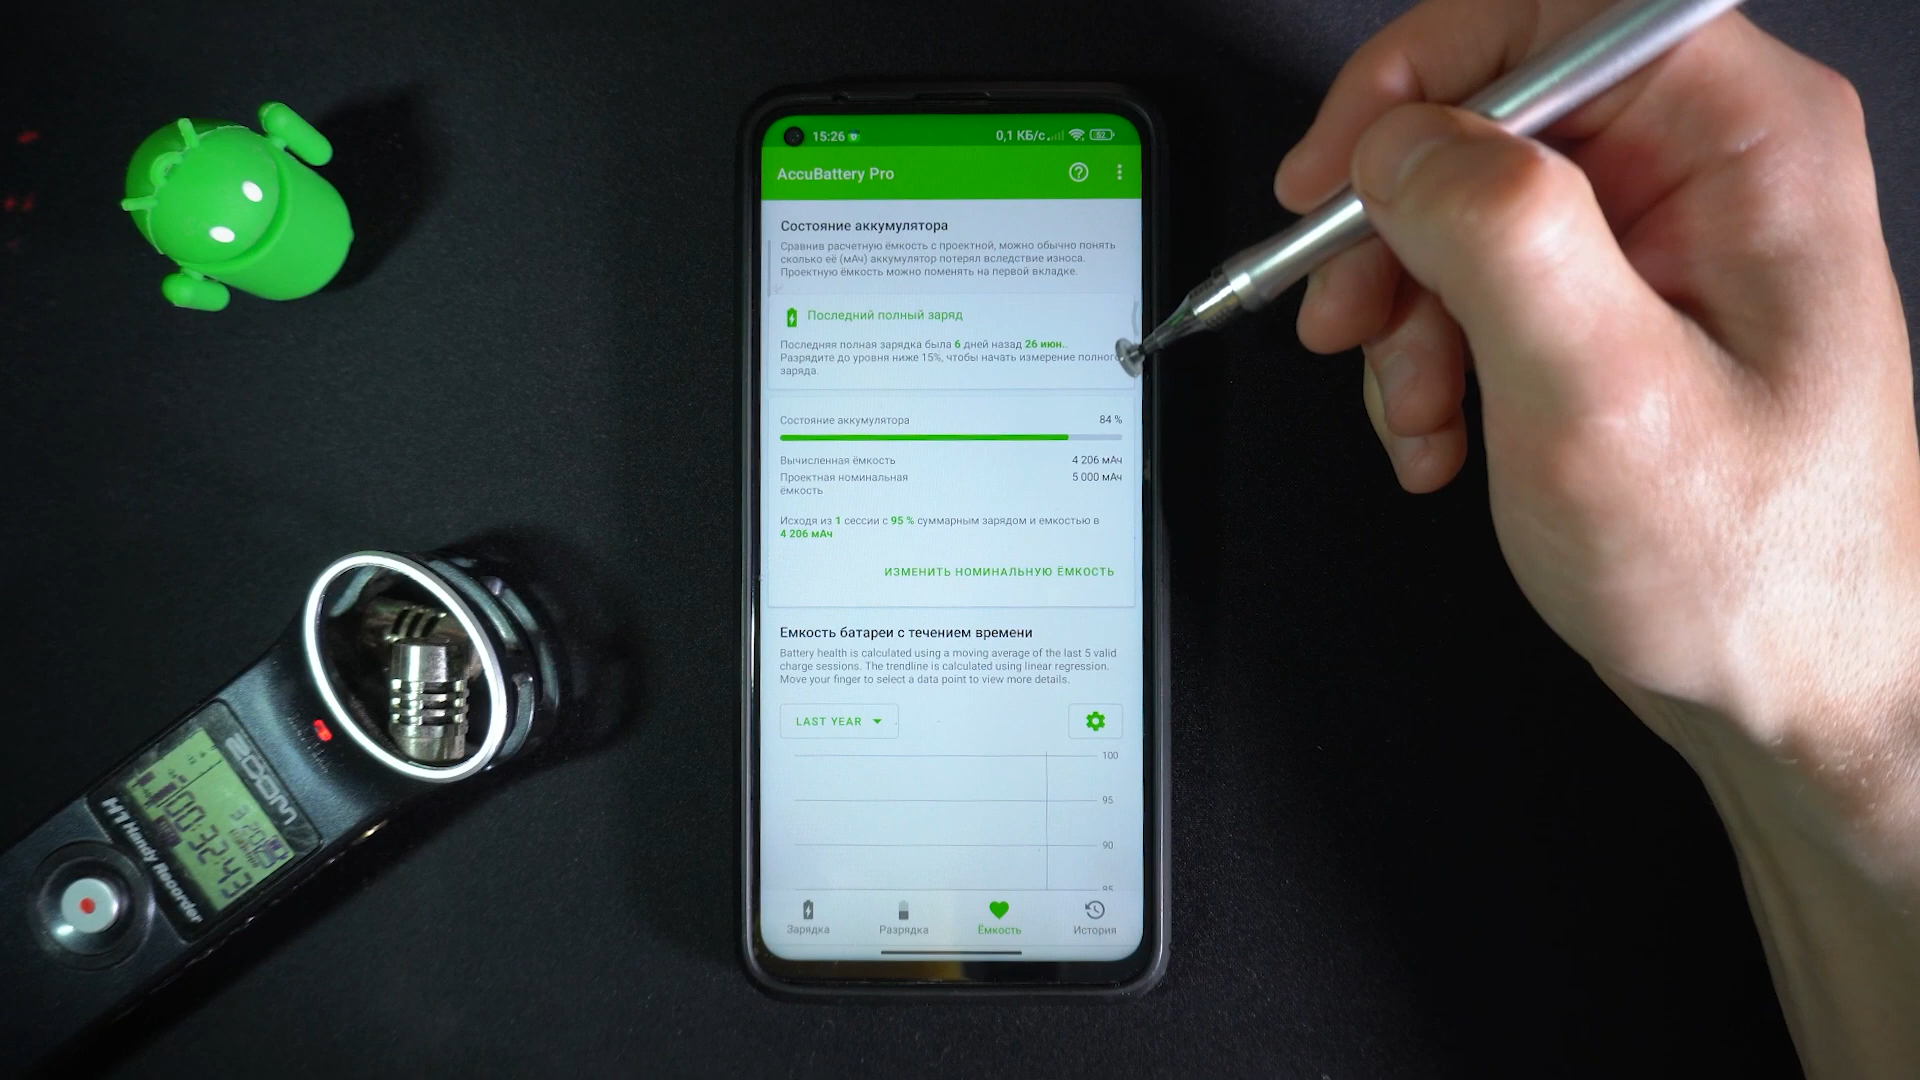 15:26
0,1 КБ/с
52
AccuBattery Pro
Состояние аккумулятора
Сравнив расчетную ёмкость с проектной, можно обычно понять
сколько её (мАч) аккумулятор потерял вследствие износа.
Проектную ёмкость можно поменять на первой вкладке.
Последний полный заряд
Последняя полная зарядка была 6 дней назад 26 июн..
Разрядите до уровня ниже 15%, чтобы начать измерение полного
заряда.
Состояние аккумулятора 84 %
Вычисленная ёмкость 4 206 мАч
Проектная номинальная 5 000 мАч
ёмкость
Исходя из 1 сессии с 95 % суммарным зарядом и емкостью в
4 206 мАч
ИЗМЕНИТЬ НОМИНАЛЬНУЮ ЁМКОСТЬ
Емкость батареи с течением времени
Battery health is calculated using a moving average of the last 5 valid
charge sessions. The trendline is calculated using linear regression.
Move your finger to select a data point to view more details.
LAST YEAR
100
95
90
85
Зарядка
Разрядка
Ёмкость
История
zoom
00:32:43
H1 Handy Recorder